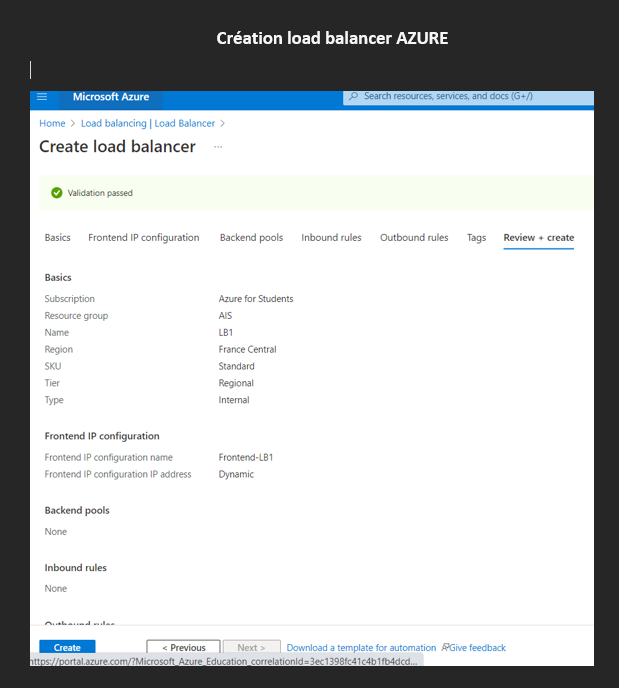 Création load balancer AZURE
Microsoft Azure
Search resources, services, and docs (G+/)
Home > Load balancing | Load Balancer >
Create load balancer ...
Validation passed
Basics Frontend IP configuration Backend pools Inbound rules Outbound rules Tags Review + create
Basics
Subscription Azure for Students
Resource group AIS
Name LB1
Region France Central
SKU Standard
Tier Regional
Type Internal
Frontend IP configuration
Frontend IP configuration name Frontend-LB1
Frontend IP configuration IP address Dynamic
Backend pools
None
Inbound rules
None
Outbound rules
Create < Previous Next > Download a template for automation Give feedback
https://portal.azure.com/?Microsoft_Azure_Education_correlationId=3ec1398fc41c4b1fb4dcd...